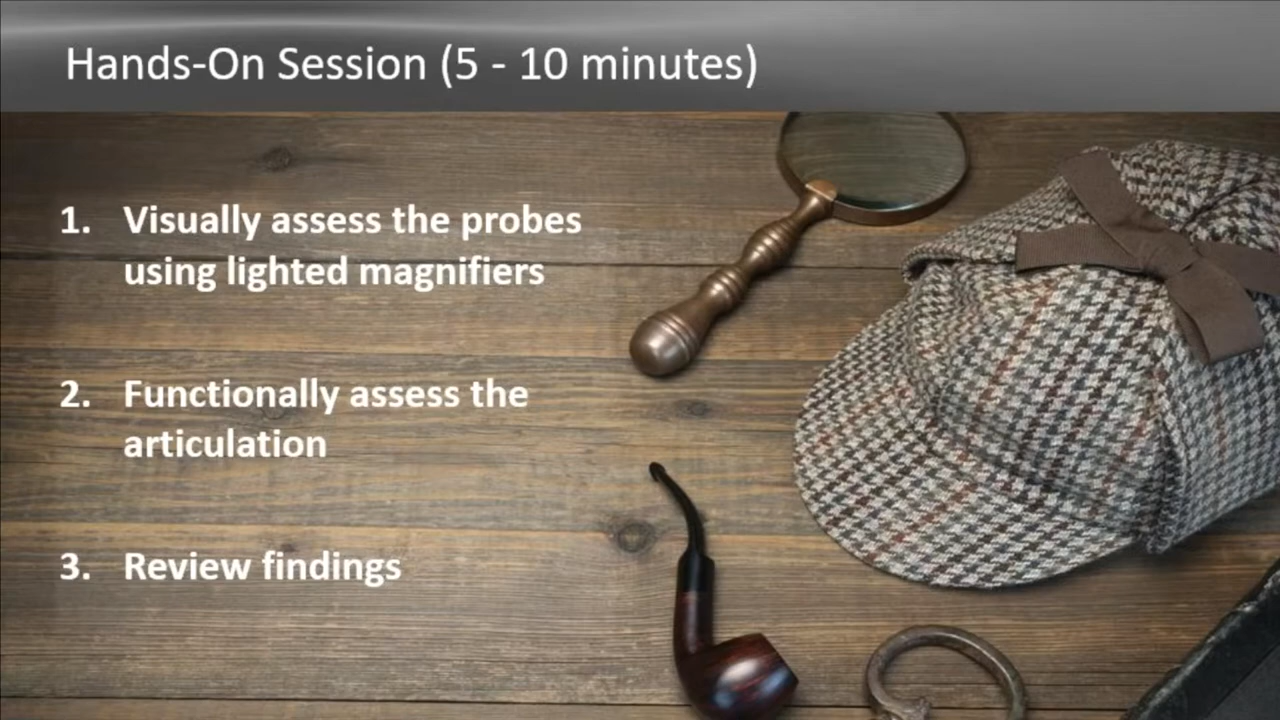 Hands-On Session (5 - 10 minutes)
1. Visually assess the probes
using lighted magnifiers
2. Functionally assess the
articulation
3. Review findings